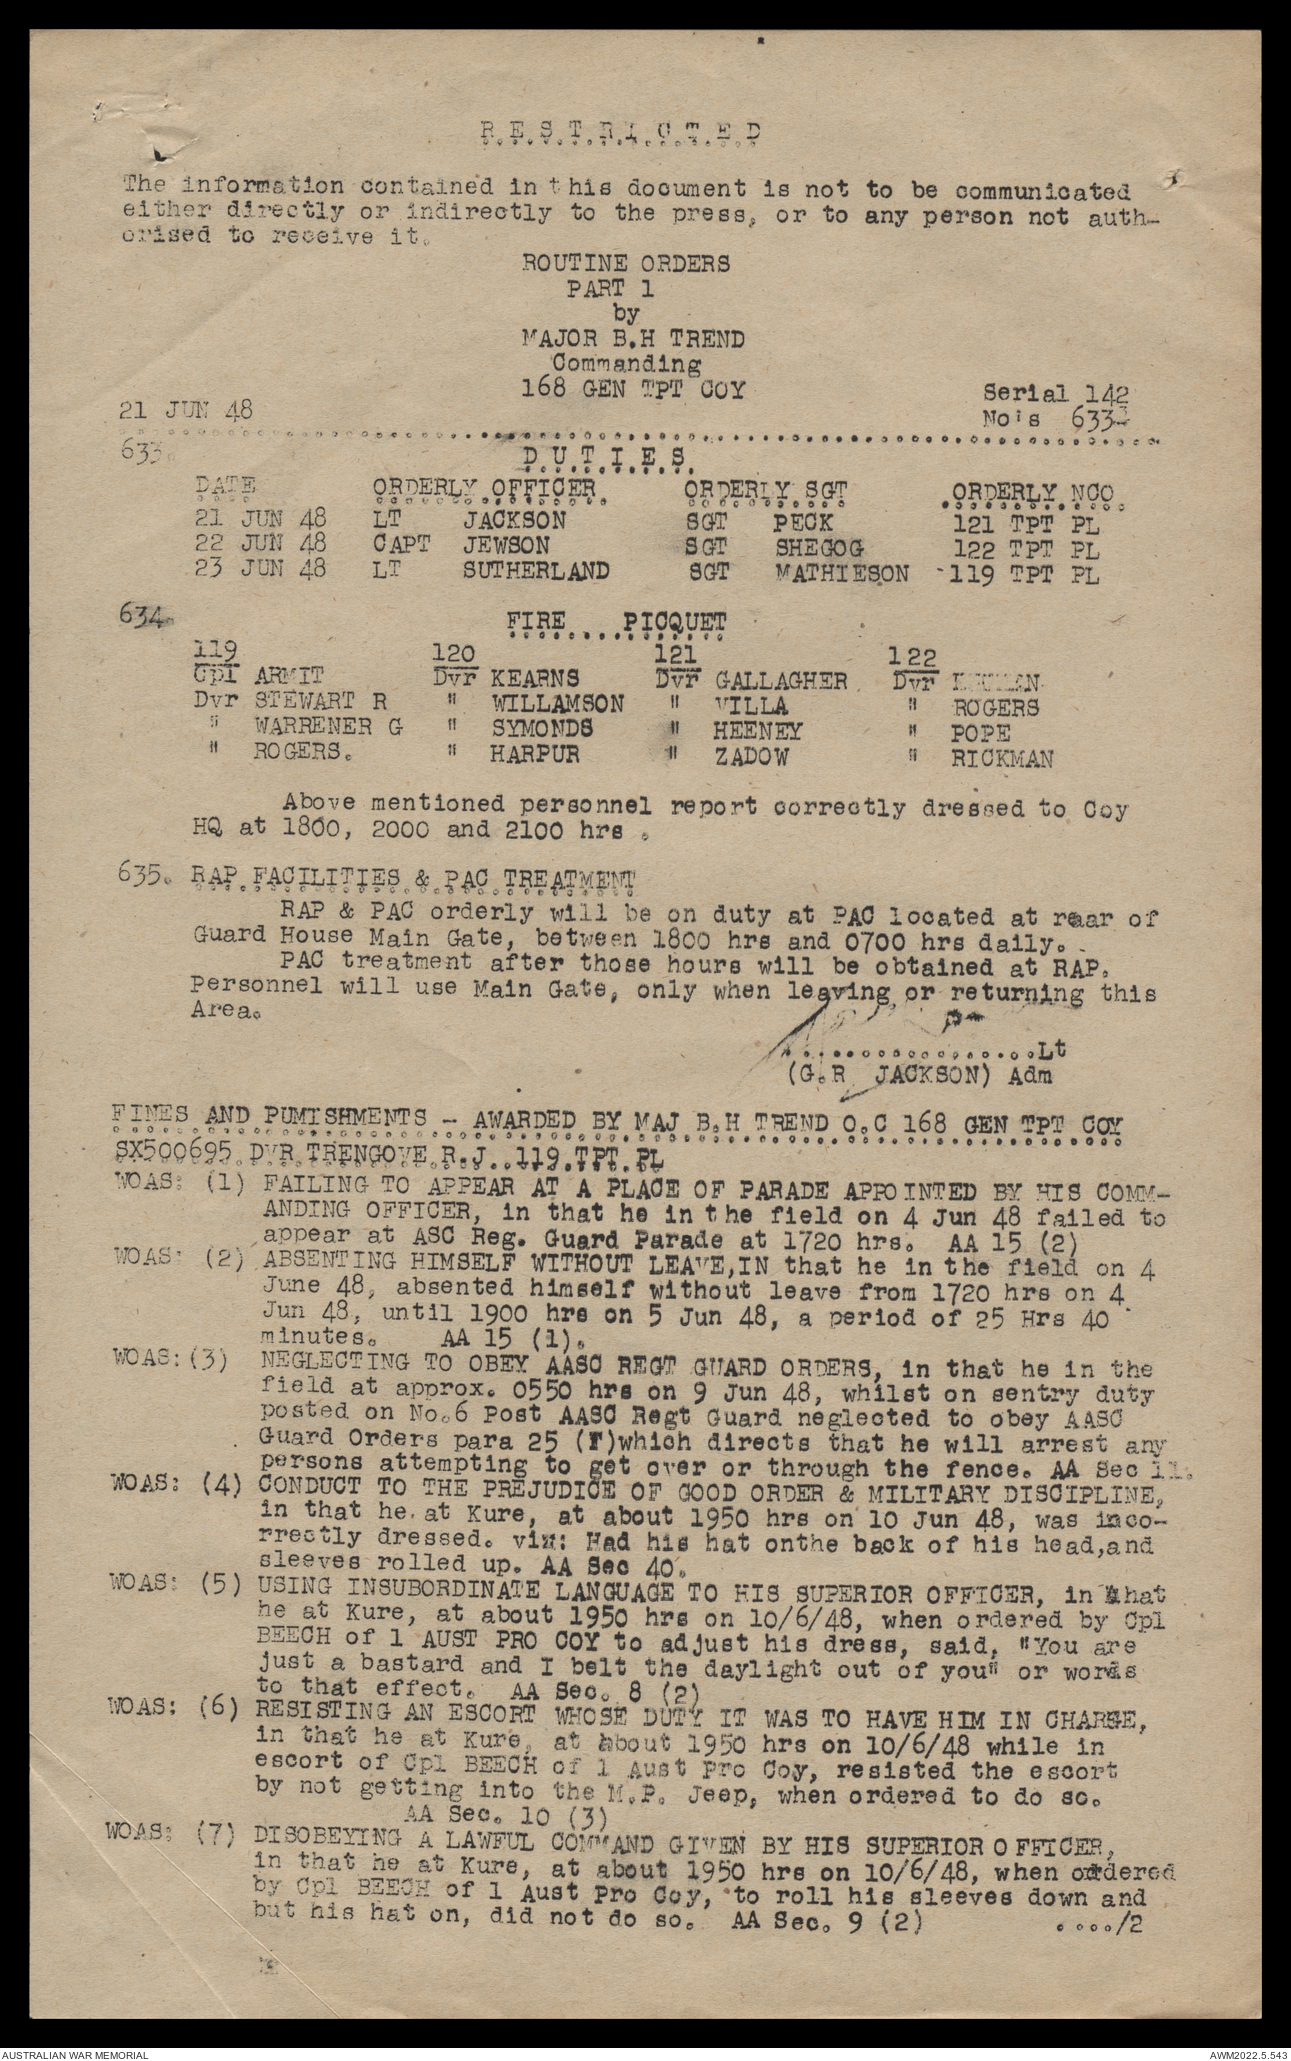 R.E.S.T.R.I.C.T.E.D
The information contained in this document is not to be communicated
either directly or indirectly to the press, or to any person not auth-
orised to receive it.
ROUTINE ORDERS
PART 1
by
MAJOR B.H TREND
Commanding
168 GEN TPT COY
Serial 142
21 JUN 48
No's 633
633.
D.U.T.I.E.S.
DATE ORDERLY OFFICER ORDERLY SGT ORDERLY NCO
21 JUN 48 LT JACKSON SGT PECK 121 TPT PL
22 JUN 48 CAPT JEWSON SGT SHEGOG 122 TPT PL
23 JUN 48 LT SUTHERLAND SGT MATHIESON 119 TPT PL
634. FIRE PICQUET
119 120 121 122
Cpl ARMIT Dvr KEARNS Dvr GALLAGHER Dvr
Dvr STEWART R " WILLAMSON " VILLA " ROGERS
" WARRENER G " SYMONDS " HEENEY " POPE
" ROGERS. " HARPUR " ZADOW " RICKMAN
Above mentioned personnel report correctly dressed to Coy
HQ at 1800, 2000 and 2100 hrs .
635. RAP FACILITIES & PAC TREATMENT
RAP & PAC orderly will be on duty at PAC located at reaar of
Guard House Main Gate, between 1800 hrs and 0700 hrs daily.
PAC treatment after those hours will be obtained at RAP.
Personnel will use Main Gate, only when leaving or returning this
Area.
..................Lt
(G.R JACKSON) Adm
FINES AND PUMISHMENTS - AWARDED BY MAJ B.H TREND O.C 168 GEN TPT COY
SX500695 DVR TRENGOVE R.J. 119 TPT PL
WOAS: (1) FAILING TO APPEAR AT A PLACE OF PARADE APPOINTED BY HIS COMM-
ANDING OFFICER, in that he in the field on 4 Jun 48 failed to
appear at ASC Reg. Guard Parade at 1720 hrs. AA 15 (2)
WOAS: (2) ABSENTING HIMSELF WITHOUT LEAVE,IN that he in the field on 4
June 48, absented himself without leave from 1720 hrs on 4
Jun 48, until 1900 hrs on 5 Jun 48, a period of 25 Hrs 40
minutes. AA 15 (1).
WOAS: (3) NEGLECTING TO OBEY AASC REGT GUARD ORDERS, in that he in the
field at approx. 0550 hrs on 9 Jun 48, whilst on sentry duty
posted on No.6 Post AASC Regt Guard neglected to obey AASC
Guard Orders para 25 (F)which directs that he will arrest any
persons attempting to get over or through the fence. AA Sec 11.
WOAS: (4) CONDUCT TO THE PREJUDICE OF GOOD ORDER & MILITARY DISCIPLINE,
in that he at Kure, at about 1950 hrs on 10 Jun 48, was inco-
rrectly dressed. viz: Had his hat onthe back of his head,and
sleeves rolled up. AA Sec 40.
WOAS: (5) USING INSUBORDINATE LANGUAGE TO HIS SUPERIOR OFFICER, in that
he at Kure, at about 1950 hrs on 10/6/48, when ordered by Cpl
BEECH of 1 AUST PRO COY to adjust his dress, said, "You are
just a bastard and I belt the daylight out of you" or words
to that effect. AA Sec. 8 (2)
WOAS: (6) RESISTING AN ESCORT WHOSE DUTY IT WAS TO HAVE HIM IN CHARGE,
in that he at Kure, at about 1950 hrs on 10/6/48 while in
escort of Cpl BEECH of 1 Aust Pro Coy, resisted the escort
by not getting into the M.P. Jeep, when ordered to do so.
AA Sec. 10 (3)
WOAS: (7) DISOBEYING A LAWFUL COMMAND GIVEN BY HIS SUPERIOR OFFICER,
in that he at Kure, at about 1950 hrs on 10/6/48, when ordered
by Cpl BEECH of 1 Aust Pro Coy, to roll his sleeves down and
but his hat on, did not do so. AA Sec. 9 (2) ..../2
AUSTRALIAN WAR MEMORIAL
AWM2022.5.543